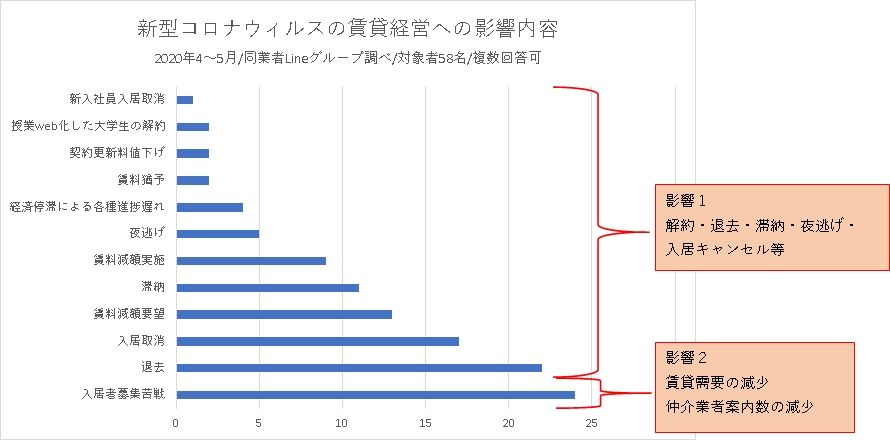 新型コロナウィルスの賃貸経営への影響内容
2020年4～5月/同業者Lineグループ調べ/対象者58名/複数回答可
新入社員入居取消
授業web化した大学生の解約
契約更新料値下げ
賃料猶予
経済停滞による各種進捗遅れ
夜逃げ
賃料減額実施
滞納
賃料減額要望
入居取消
退去
入居者募集苦戦
0 5 10 15 20 25
影響１
解約・退去・滞納・夜逃げ・
入居キャンセル等
影響２
賃貸需要の減少
仲介業者案内数の減少